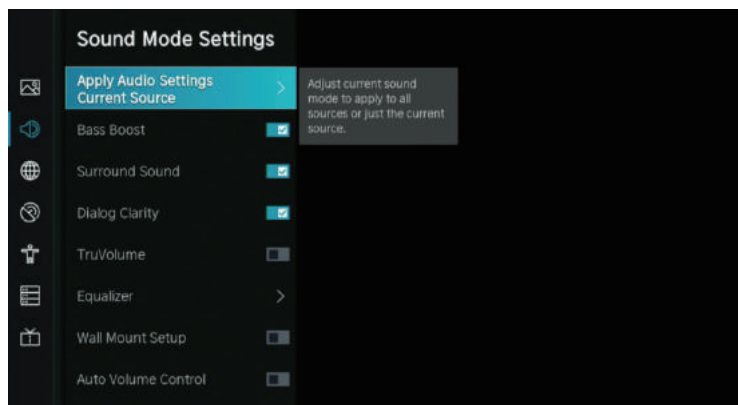 Sound Mode Settings
Apply Audio Settings
Current Source
Adjust current sound
mode to apply to all
sources or just the current
source.
Bass Boost
Surround Sound
Dialog Clarity
TruVolume
Equalizer
Wall Mount Setup
Auto Volume Control